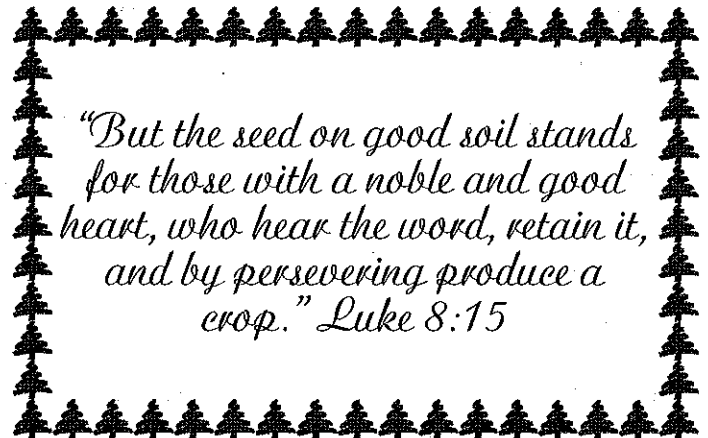 “But the seed on good soil stands
for those with a noble and good
heart, who hear the word, retain it,
and by persevering produce a
crop.” Luke 8:15